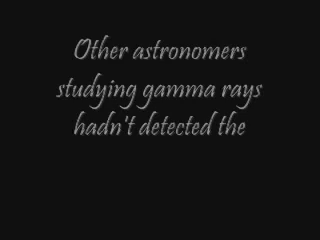 Other astronomers
studying gamma rays
hadn't detected the